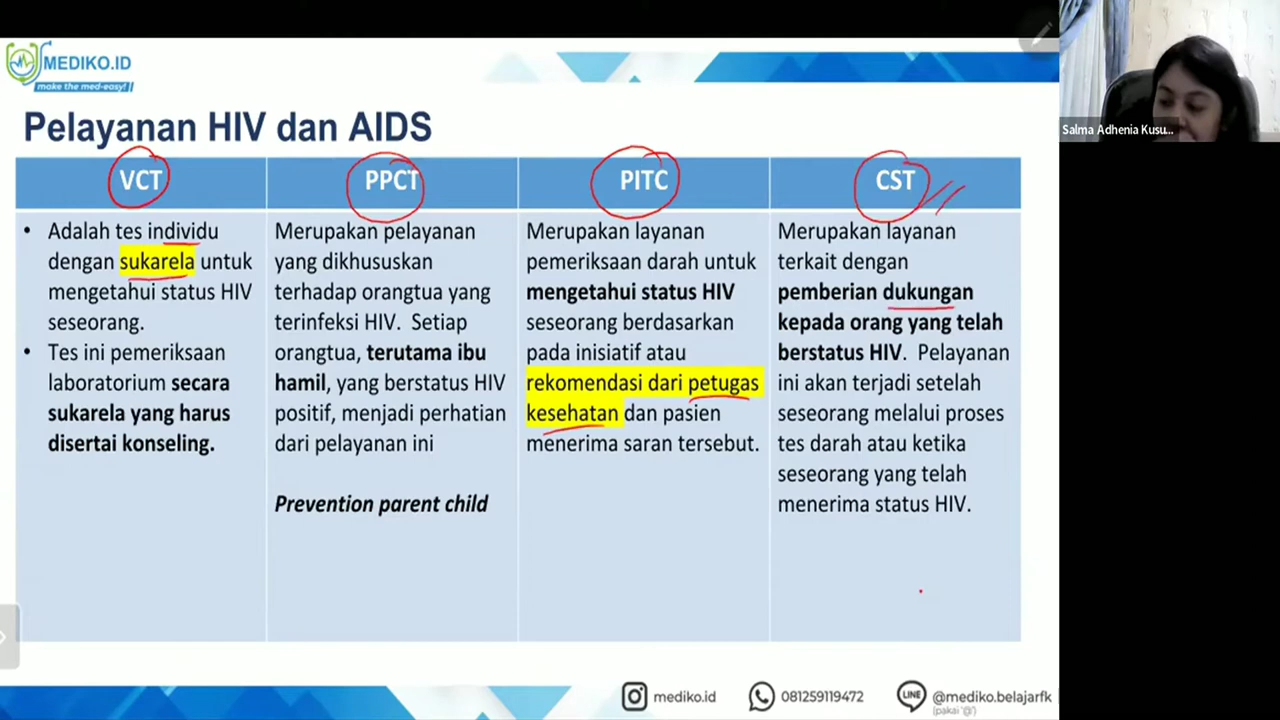 MEDIKO.ID
make the med-easy!
Pelayanan HIV dan AIDS
VCT
PPCT
PITC
CST
• Adalah tes individu
dengan sukarela untuk
mengetahui status HIV
seseorang.
• Tes ini pemeriksaan
laboratorium secara
sukarela yang harus
disertai konseling.
Merupakan pelayanan
yang dikhususkan
terhadap orangtua yang
terinfeksi HIV. Setiap
orangtua, terutama ibu
hamil, yang berstatus HIV
positif, menjadi perhatian
dari pelayanan ini
Prevention parent child
Merupakan layanan
pemeriksaan darah untuk
mengetahui status HIV
seseorang berdasarkan
pada inisiatif atau
rekomendasi dari petugas
kesehatan dan pasien
menerima saran tersebut.
Merupakan layanan
terkait dengan
pemberian dukungan
kepada orang yang telah
berstatus HIV. Pelayanan
ini akan terjadi setelah
seseorang melalui proses
tes darah atau ketika
seseorang yang telah
menerima status HIV.
Salma Adhenia Kusu...
mediko.id
081259119472
LINE
@mediko.belajarfk
(pakai '@')